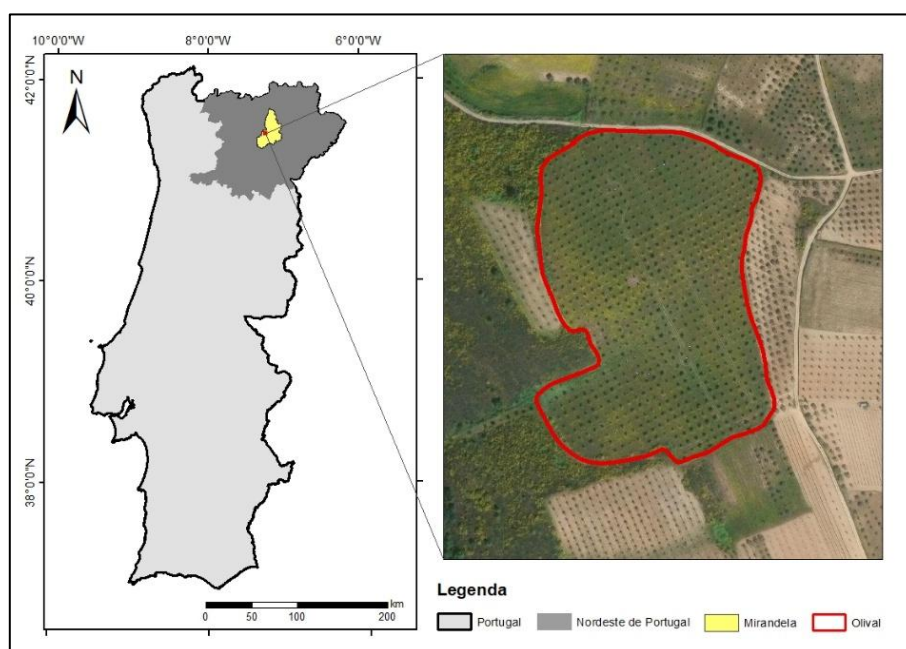 10°0'0"W 8°0'0"W 6°0'0"W
N
42°0'0"N
40°0'0"N
38°0'0"N
km
0 50 100 200
Legenda
Portugal Nordeste de Portugal Mirandela Olival